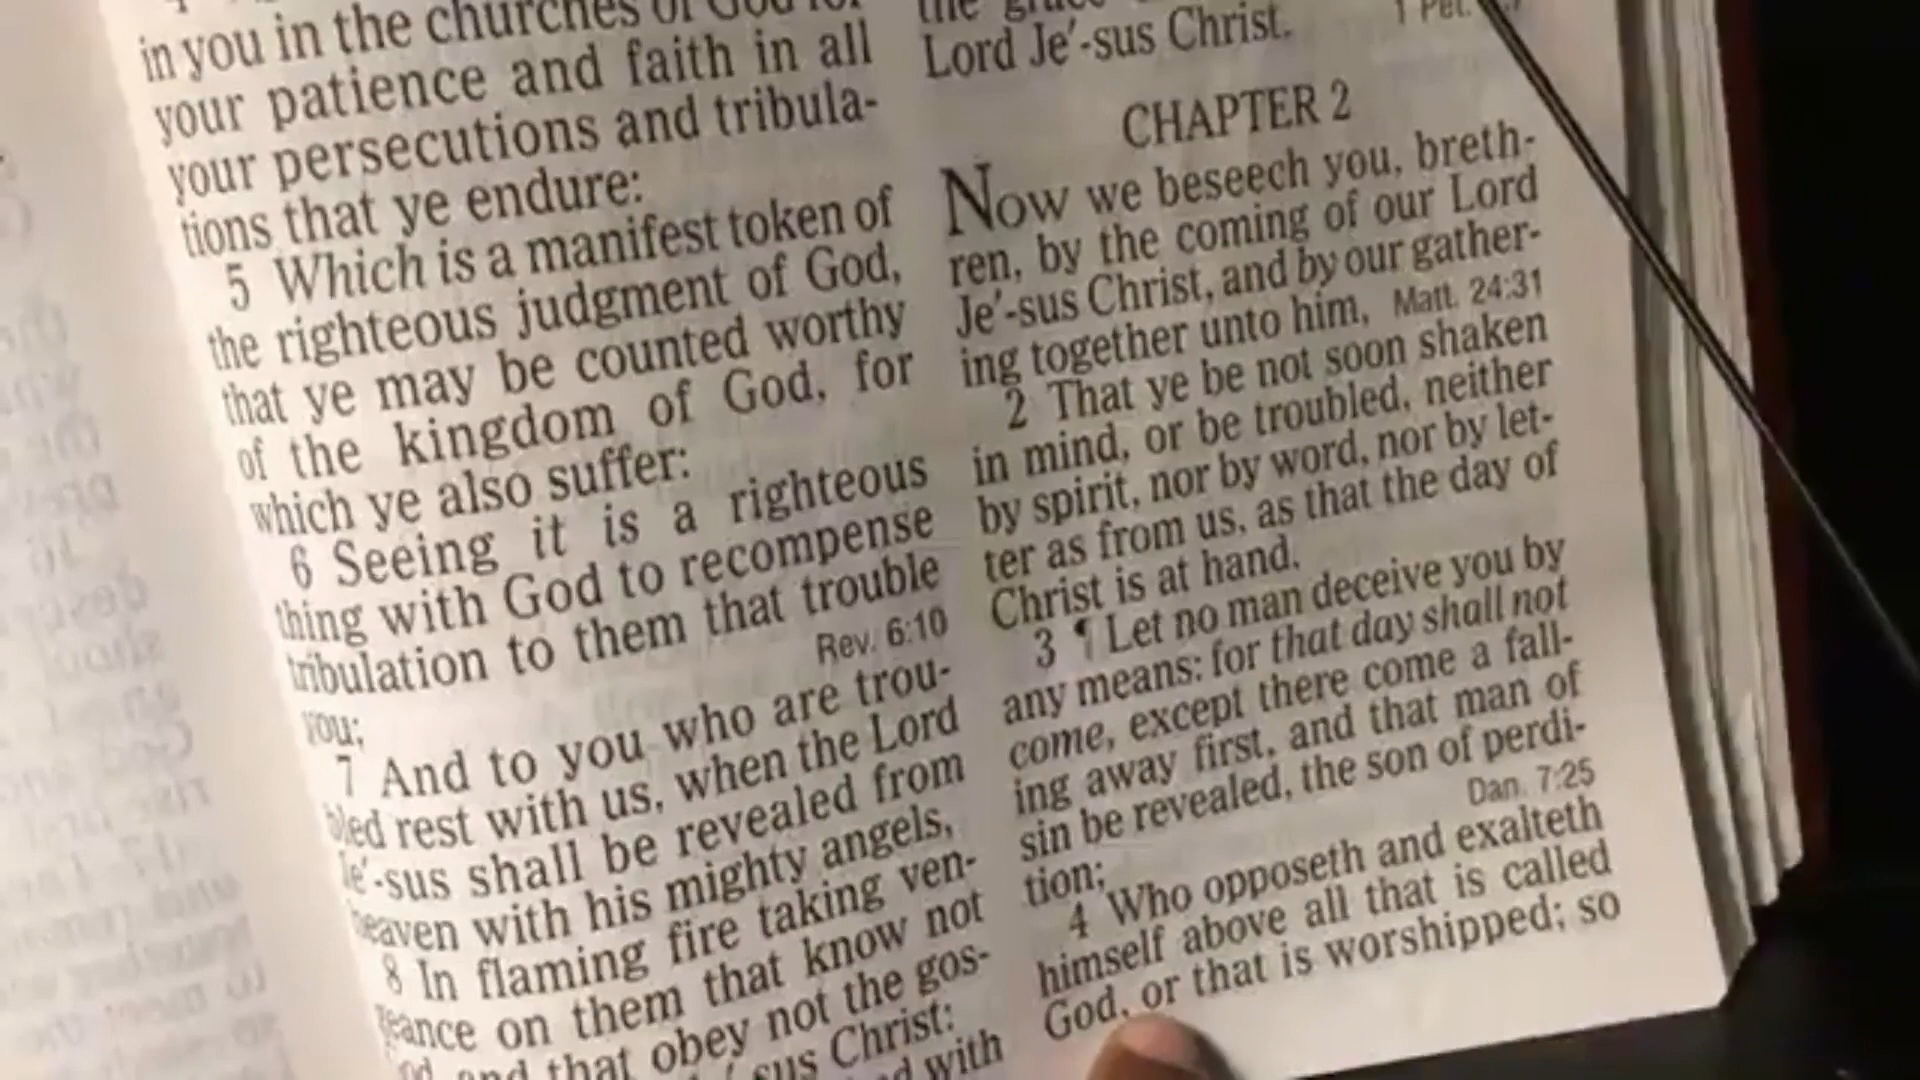 in you in the churches of God for
your patience and faith in all
your persecutions and tribula-
tions that ye endure:
5 Which is a manifest token of
the righteous judgment of God,
that ye may be counted worthy
of the kingdom of God, for
which ye also suffer:
6 Seeing it is a righteous
thing with God to recompense
tribulation to them that trouble
Rev. 6:10
you;
7 And to you who are trou-
bled rest with us, when the Lord
Je'-sus shall be revealed from
heaven with his mighty angels,
8 In flaming fire taking ven-
geance on them that know not
and that obey not the gos-
sus Christ:
with
the
Lord Je'-sus Christ.
1 Pet.
CHAPTER 2
Now we beseech you, breth-
ren, by the coming of our Lord
Je'-sus Christ, and by our gather-
ing together unto him, Matt. 24:31
2 That ye be not soon shaken
in mind, or be troubled, neither
by spirit, nor by word, nor by let-
ter as from us, as that the day of
Christ is at hand.
3 ¶ Let no man deceive you by
any means: for that day shall not
come, except there come a fall-
ing away first, and that man of
sin be revealed, the son of perdi-
Dan. 7:25
tion;
4 Who opposeth and exalteth
himself above all that is called
God, or that is worshipped; so